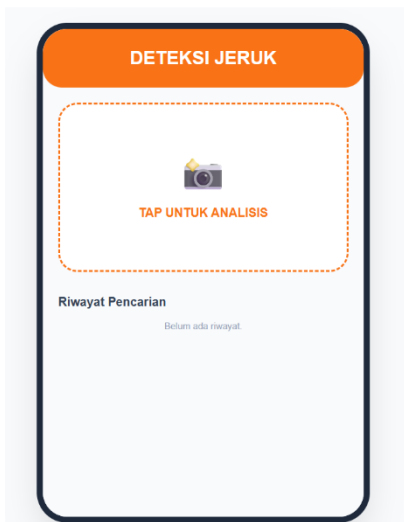 DETEKSI JERUK
TAP UNTUK ANALISIS
Riwayat Pencarian
Belum ada riwayat.